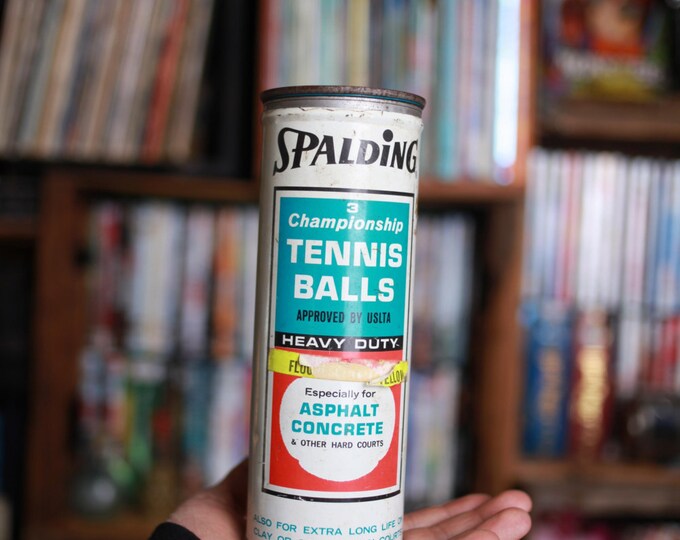 SPALDING
3
Championship
TENNIS
BALLS
APPROVED BY USLTA
HEAVY DUTY
Especially for
ASPHALT
CONCRETE
& OTHER HARD COURTS
ALSO FOR EXTRA LONG LIFE
CLAY